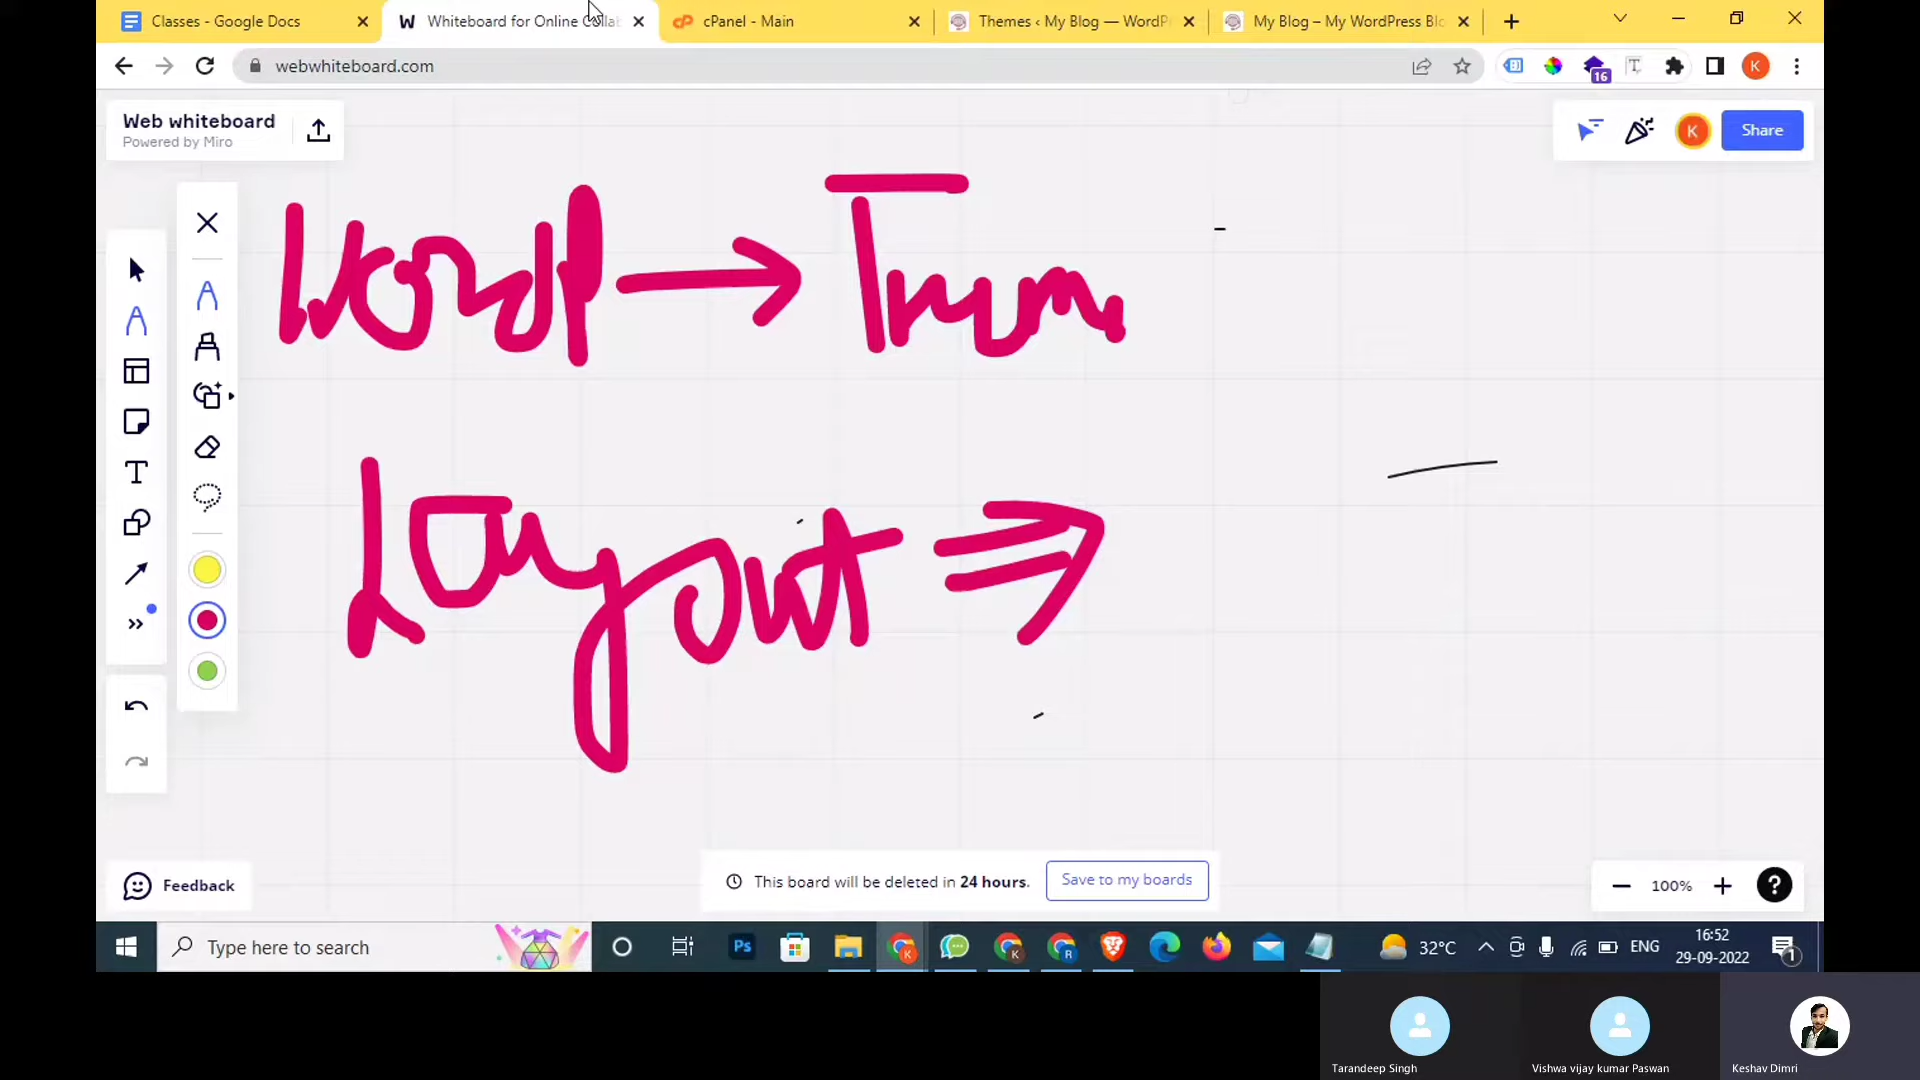 Classes - Google Docs
Whiteboard for Online Collab
cPanel - Main
Themes ‹ My Blog — WordP
My Blog – My WordPress Blo
webwhiteboard.com
16
K
Web whiteboard
Powered by Miro
K
Share
WordP →
Layout ⇒
T
This board will be deleted in 24 hours.
Save to my boards
Feedback
100%
?
Type here to search
Ps
32°C
ENG
16:52
29-09-2022
1
Tarandeep Singh
Vishwa vijay kumar Paswan
Keshav Dimri